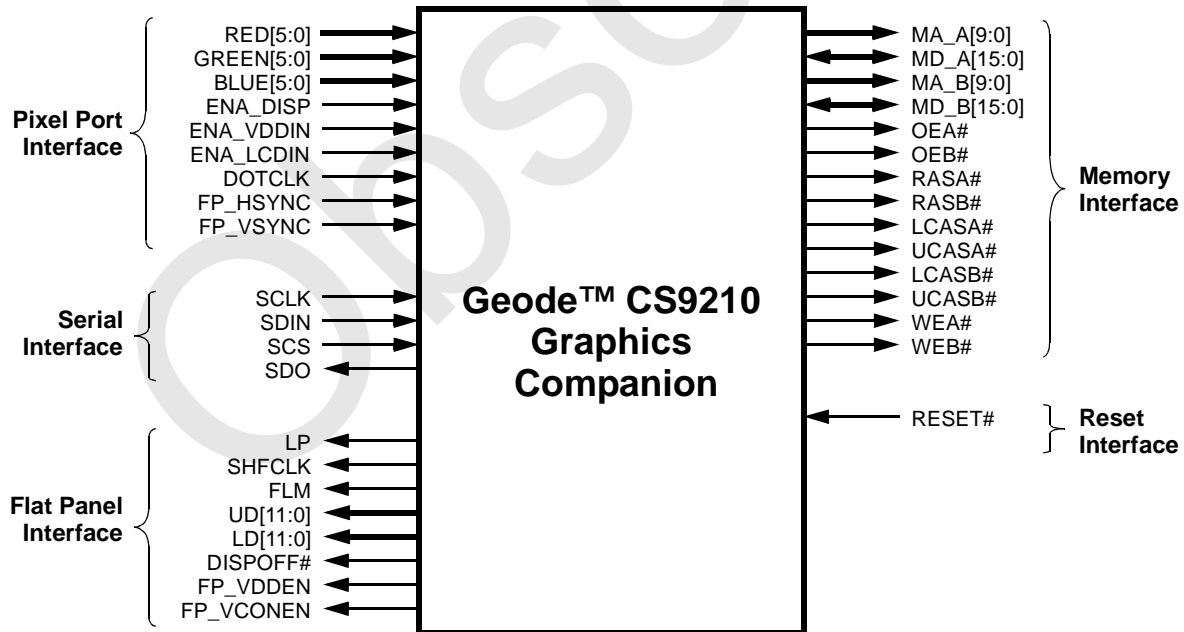 Pixel Port
Interface
RED[5:0]
GREEN[5:0]
BLUE[5:0]
ENA_DISP
ENA_VDDIN
ENA_LCDIN
DOTCLK
FP_HSYNC
FP_VSYNC
Serial
Interface
SCLK
SDIN
SCS
SDO
Flat Panel
Interface
LP
SHFCLK
FLM
UD[11:0]
LD[11:0]
DISPOFF#
FP_VDDEN
FP_VCONEN
Geode™ CS9210
Graphics
Companion
MA_A[9:0]
MD_A[15:0]
MA_B[9:0]
MD_B[15:0]
OEA#
OEB#
RASA#
RASB#
LCASA#
UCASA#
LCASB#
UCASB#
WEA#
WEB#
Memory
Interface
RESET#
Reset
Interface